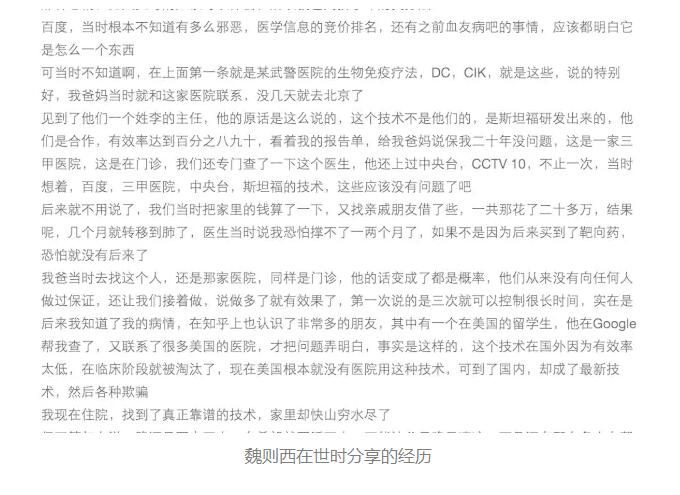 百度，当时根本不知道有多么邪恶，医学信息的竞价排名，还有之前血友病吧的事情，应该都明白它
是怎么一个东西
可当时不知道啊，在上面第一条就是某武警医院的生物免疫疗法，DC，CIK，就是这些，说的特别
好，我爸妈当时就和这家医院联系，没几天就去北京了
见到了他们一个姓李的主任，他的原话是这么说的，这个技术不是他们的，是斯坦福研发出来的，他
们是合作，有效率达到百分之八九十，看着我的报告单，给我爸妈说保我二十年没问题，这是一家三
甲医院，这是在门诊，我们还专门查了一下这个医生，他还上过中央台，CCTV 10，不止一次，当时
想着，百度，三甲医院，中央台，斯坦福的技术，这些应该没有问题了吧
后来就不用说了，我们当时把家里的钱算了一下，又找亲戚朋友借了些，一共那花了二十多万，结果
呢，几个月就转移到肺了，医生当时说我恐怕撑不了一两个月了，如果不是因为后来买到了靶向药，
恐怕就没有后来了
我爸当时去找这个人，还是那家医院，同样是门诊，他的话变成了都是概率，他们从来没有向任何人
做过保证，还让我们接着做，说做多了就有效果了，第一次说的是三次就可以控制很长时间，实在是
后来我知道了我的病情，在知乎上也认识了非常多的朋友，其中有一个在美国的留学生，他在Google
帮我查了，又联系了很多美国的医院，才把问题弄明白，事实是这样的，这个技术在国外因为有效率
太低，在临床阶段就被淘汰了，现在美国根本就没有医院用这种技术，可到了国内，却成了最新技
术，然后各种欺骗
我现在住院，找到了真正靠谱的技术，家里却快山穷水尽了
魏则西在世时分享的经历